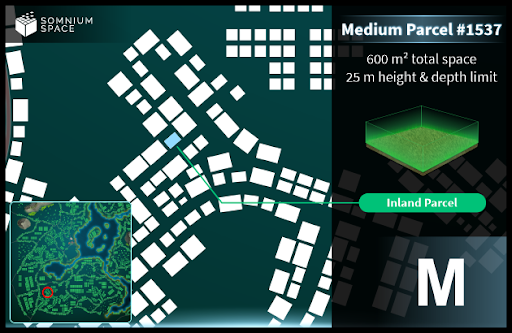 SOMNIUM
SPACE
Medium Parcel #1537
600 m² total space
25 m height & depth limit
Inland Parcel
M